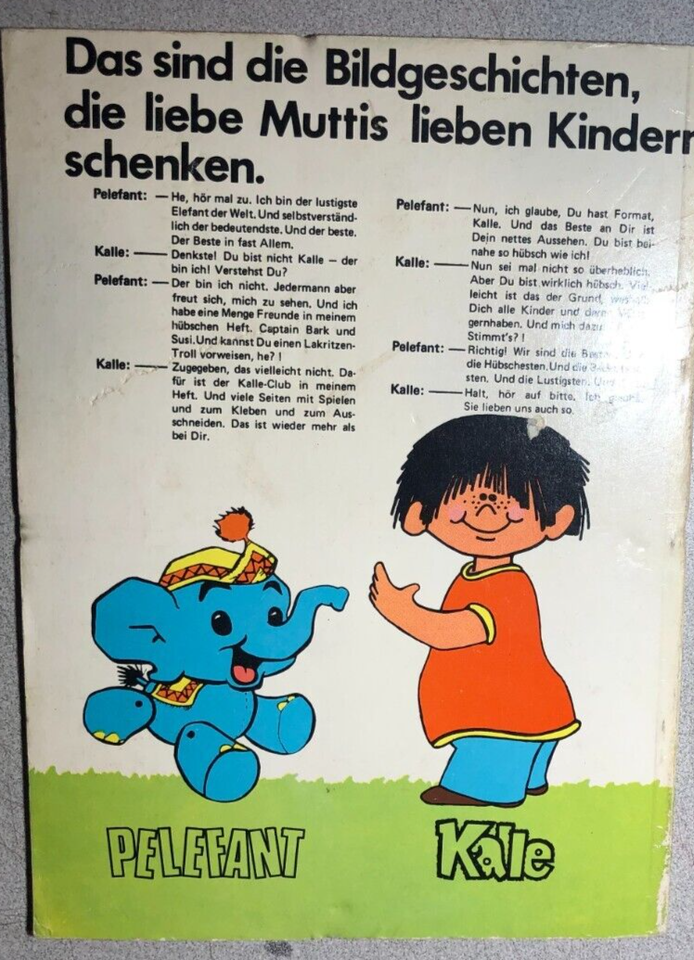 Das sind die Bildgeschichten,
die liebe Muttis lieben Kindern
schenken.
Pelefant: — He, hör mal zu. Ich bin der lustigste
Elefant der Welt. Und selbstverständ-
lich der bedeutendste. Und der beste.
Der Beste in fast Allem.
Kalle: — Denkste! Du bist nicht Kalle – der
bin ich! Verstehst Du?
Pelefant: — Der bin ich nicht. Jedermann aber
freut sich, mich zu sehen. Und ich
habe eine Menge Freunde in meinem
hübschen Heft. Captain Bark und
Susi. Und kannst Du einen Lakritzen-
Troll vorweisen, he? !
Kalle: — Zugegeben, das vielleicht nicht. Da-
für ist der Kalle-Club in meinem
Heft. Und viele Seiten mit Spielen
und zum Kleben und zum Aus-
schneiden. Das ist wieder mehr als
bei Dir.
Pelefant: — Nun, ich glaube, Du hast Format,
Kalle. Und das Beste an Dir ist
Dein nettes Aussehen. Du bist bei-
nahe so hübsch wie ich!
Kalle: — Nun sei mal nicht so überheblich.
Aber Du bist wirklich hübsch. Viel-
leicht ist das der Grund, weshalb
Dich alle Kinder und deren
gernhaben. Und mich dazu.
Stimmt's? !
Pelefant: — Richtig! Wir sind die
die Hübschesten. Und die
sten. Und die Lustigsten. Und
Kalle: — Halt, hör auf bitte. Ich
Sie lieben uns auch so.
PELEFANT
Kalle